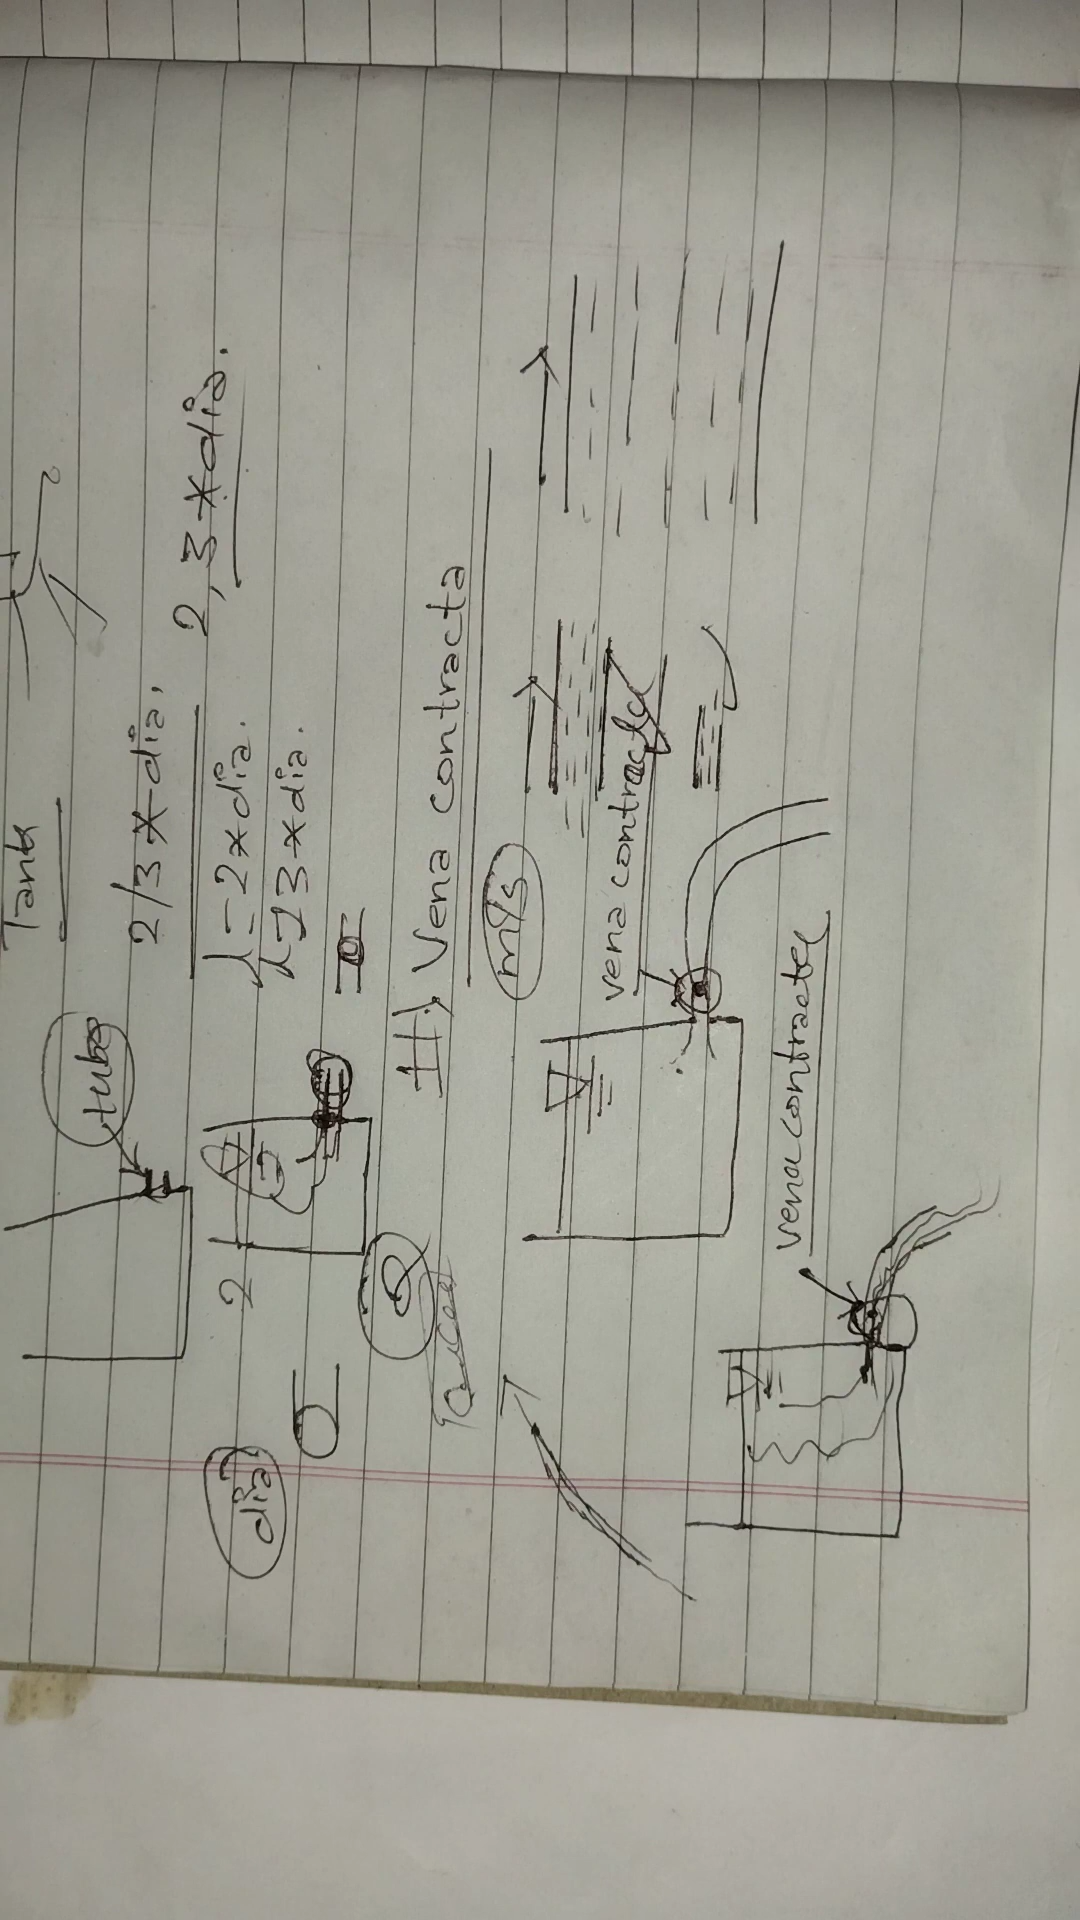 Tank
tube
2/3 * dia.
2, 3 * dia.
dia
2
l = 2 * dia.
3 * dia.
Q
11) Vena contracta
m/s
vena contracta
vena contracta